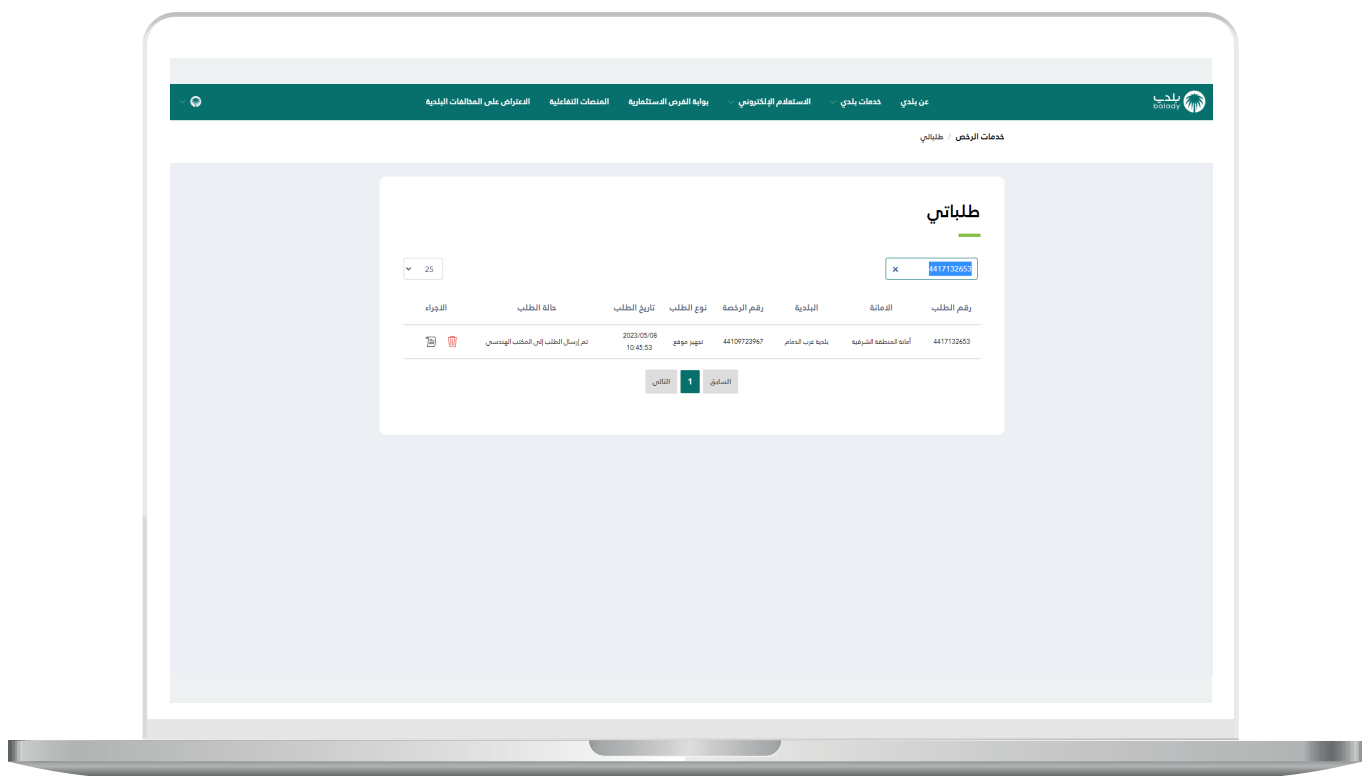 بلدي
balady
عن بلدي
خدمات بلدي
الاستعلام الإلكتروني
بوابة الفرص الاستثمارية
المنصات التفاعلية
الاعتراض على المخالفات البلدية
خدمات الرخص / طلباتي
طلباتي
4417132653 ×
25
رقم الطلب الامانة البلدية رقم الرخصة نوع الطلب تاريخ الطلب حالة الطلب الاجراء
4417132653 أمانة المنطقة الشرقية بلدية غرب الدمام 44109723967 تجهيز موقع 2023/05/08 10:45:53 تم إرسال الطلب إلى المكتب الهندسي
السابق 1 التالي